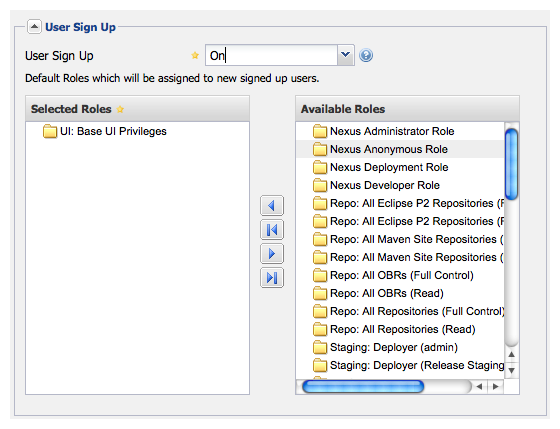 User Sign Up
User Sign Up On
Default Roles which will be assigned to new signed up users.
Selected Roles
UI: Base UI Privileges
Available Roles
Nexus Administrator Role
Nexus Anonymous Role
Nexus Deployment Role
Nexus Developer Role
Repo: All Eclipse P2 Repositories (F
Repo: All Eclipse P2 Repositories (F
Repo: All Maven Site Repositories (
Repo: All Maven Site Repositories (
Repo: All OBRs (Full Control)
Repo: All OBRs (Read)
Repo: All Repositories (Full Control)
Repo: All Repositories (Read)
Staging: Deployer (admin)
Staging: Deployer (Release Staging